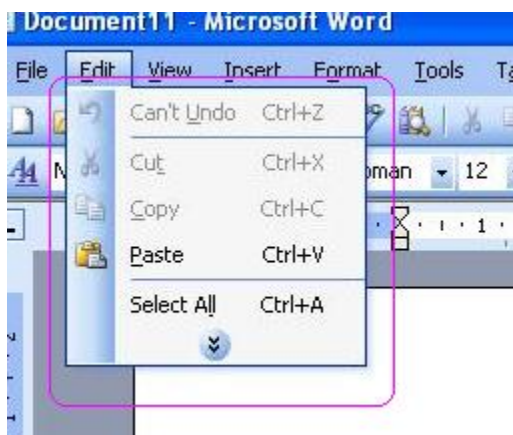 Document11 - Microsoft Word
File Edit View Insert Format Tools
Can't Undo Ctrl+Z
Cut Ctrl+X
12
Copy Ctrl+C
1
Paste Ctrl+V
Select All Ctrl+A